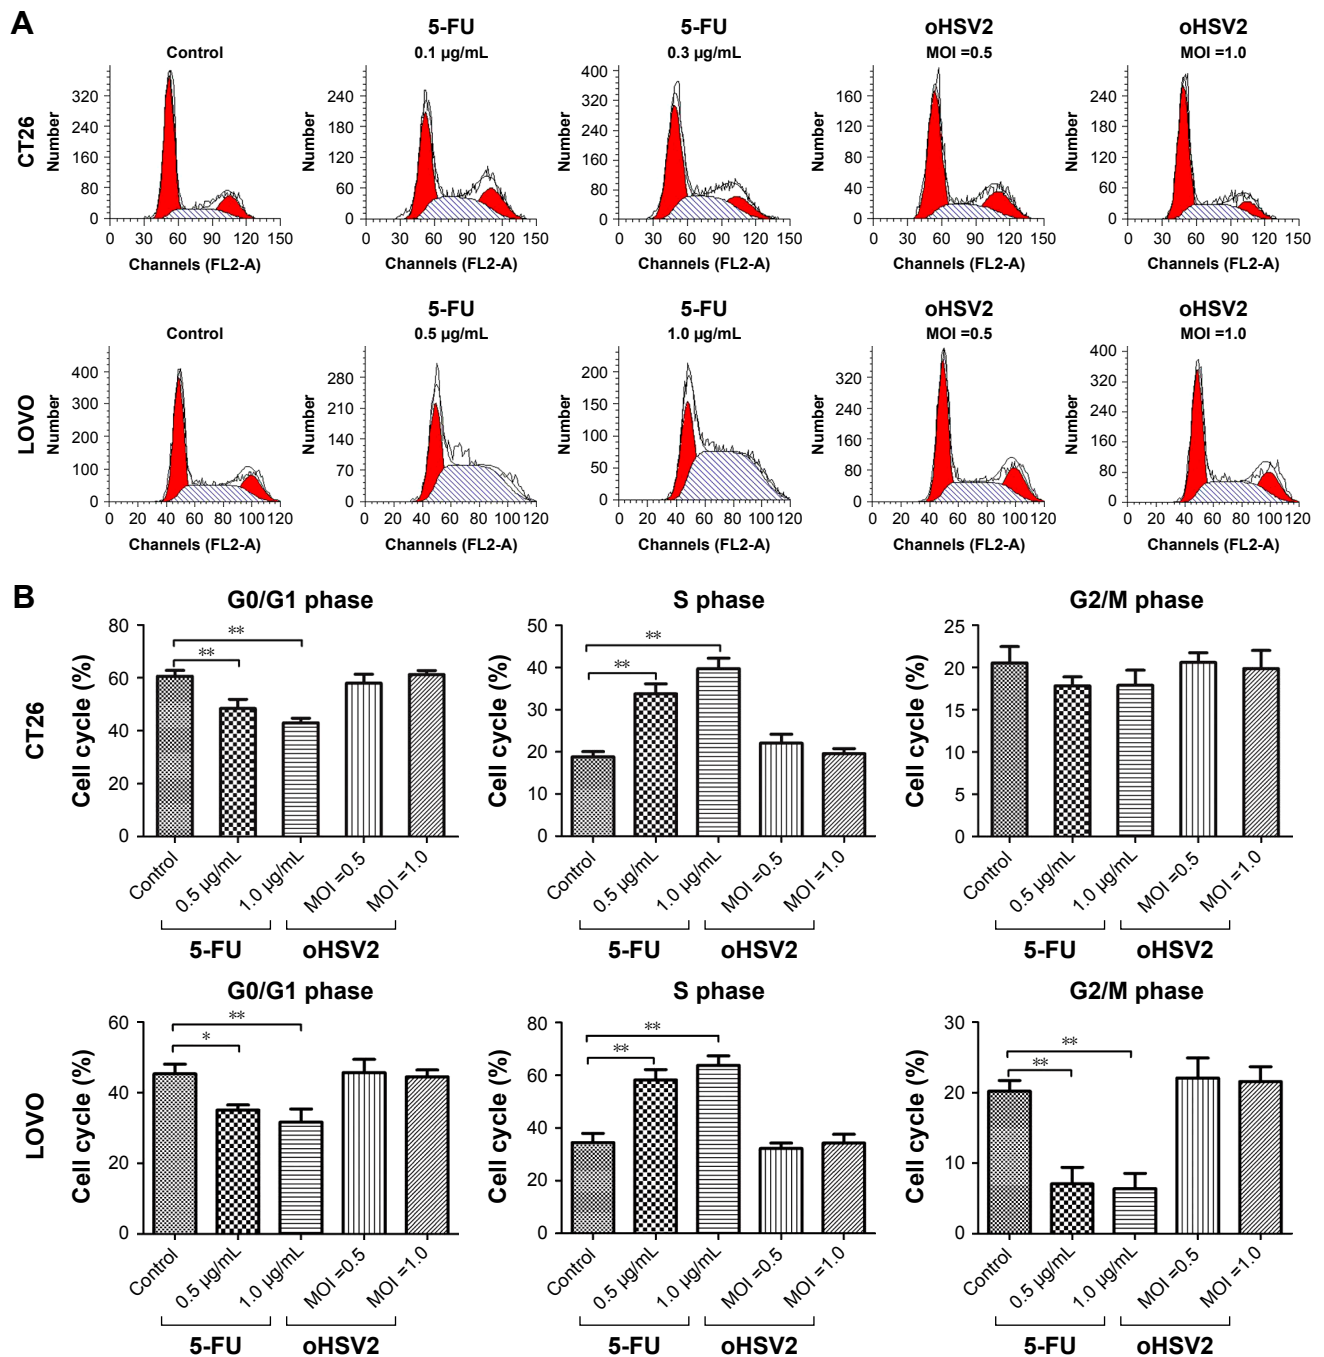 A
5-FU 5-FU oHSV2 oHSV2
Control 0.1 µg/mL 0.3 µg/mL MOI =0.5 MOI =1.0
CT26
Number
320
240
160
80
0
0 30 60 90 120 150
Channels (FL2-A)
Number
240
180
120
60
0
0 30 60 90 120 150
Channels (FL2-A)
Number
400
320
240
160
80
0
0 30 60 90 120 150
Channels (FL2-A)
Number
160
120
80
40
0
0 30 60 90 120 150
Channels (FL2-A)
Number
240
180
120
60
0
0 30 60 90 120 150
Channels (FL2-A)
5-FU 5-FU oHSV2 oHSV2
Control 0.5 µg/mL 1.0 µg/mL MOI =0.5 MOI =1.0
LOVO
Number
400
300
200
100
0
0 20 40 60 80 100 120
Channels (FL2-A)
Number
280
210
140
70
0
0 20 40 60 80 100 120
Channels (FL2-A)
Number
200
150
100
50
0
0 20 40 60 80 100 120
Channels (FL2-A)
Number
320
240
160
80
0
0 20 40 60 80 100 120
Channels (FL2-A)
Number
400
320
240
160
80
0
0 20 40 60 80 100 120
Channels (FL2-A)
B
CT26
G0/G1 phase
Cell cycle (%)
80
60
40
20
0
**
**
Control 0.5 µg/mL 1.0 µg/mL MOI =0.5 MOI =1.0
5-FU oHSV2
S phase
Cell cycle (%)
50
40
30
20
10
0
**
**
Control 0.5 µg/mL 1.0 µg/mL MOI =0.5 MOI =1.0
5-FU oHSV2
G2/M phase
Cell cycle (%)
25
20
15
10
5
0
Control 0.5 µg/mL 1.0 µg/mL MOI =0.5 MOI =1.0
5-FU oHSV2
LOVO
G0/G1 phase
Cell cycle (%)
60
40
20
0
**
*
Control 0.5 µg/mL 1.0 µg/mL MOI =0.5 MOI =1.0
5-FU oHSV2
S phase
Cell cycle (%)
80
60
40
20
0
**
**
Control 0.5 µg/mL 1.0 µg/mL MOI =0.5 MOI =1.0
5-FU oHSV2
G2/M phase
Cell cycle (%)
30
20
10
0
**
**
Control 0.5 µg/mL 1.0 µg/mL MOI =0.5 MOI =1.0
5-FU oHSV2